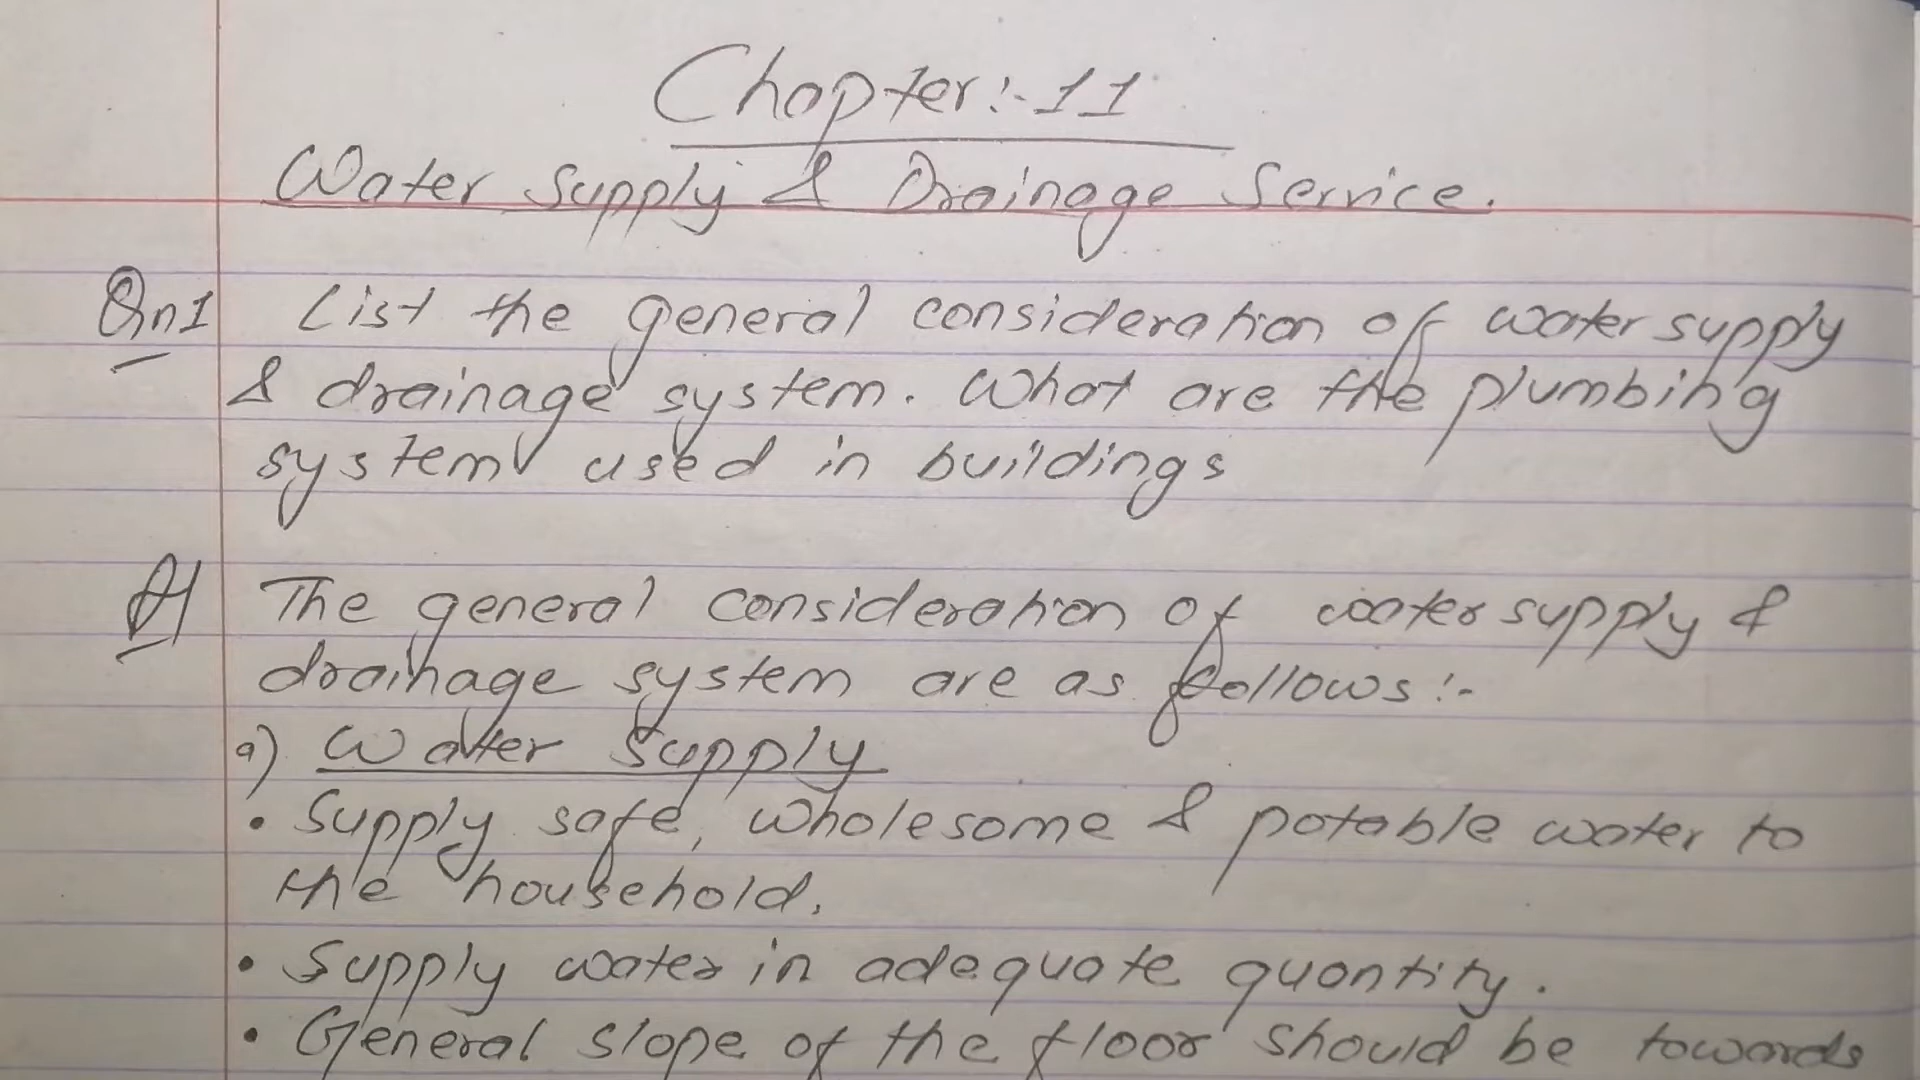 Chapter:-11
Water Supply & Drainage Service.
Qn1 List the general consideration of water supply
& drainage system. What are the plumbing
system used in buildings
A The general consideration of water supply &
drainage system are as follows:-
a) Water Supply
• Supply safe, wholesome & potable water to
the household.
• Supply water in adequate quantity.
• General slope of the floor should be towards